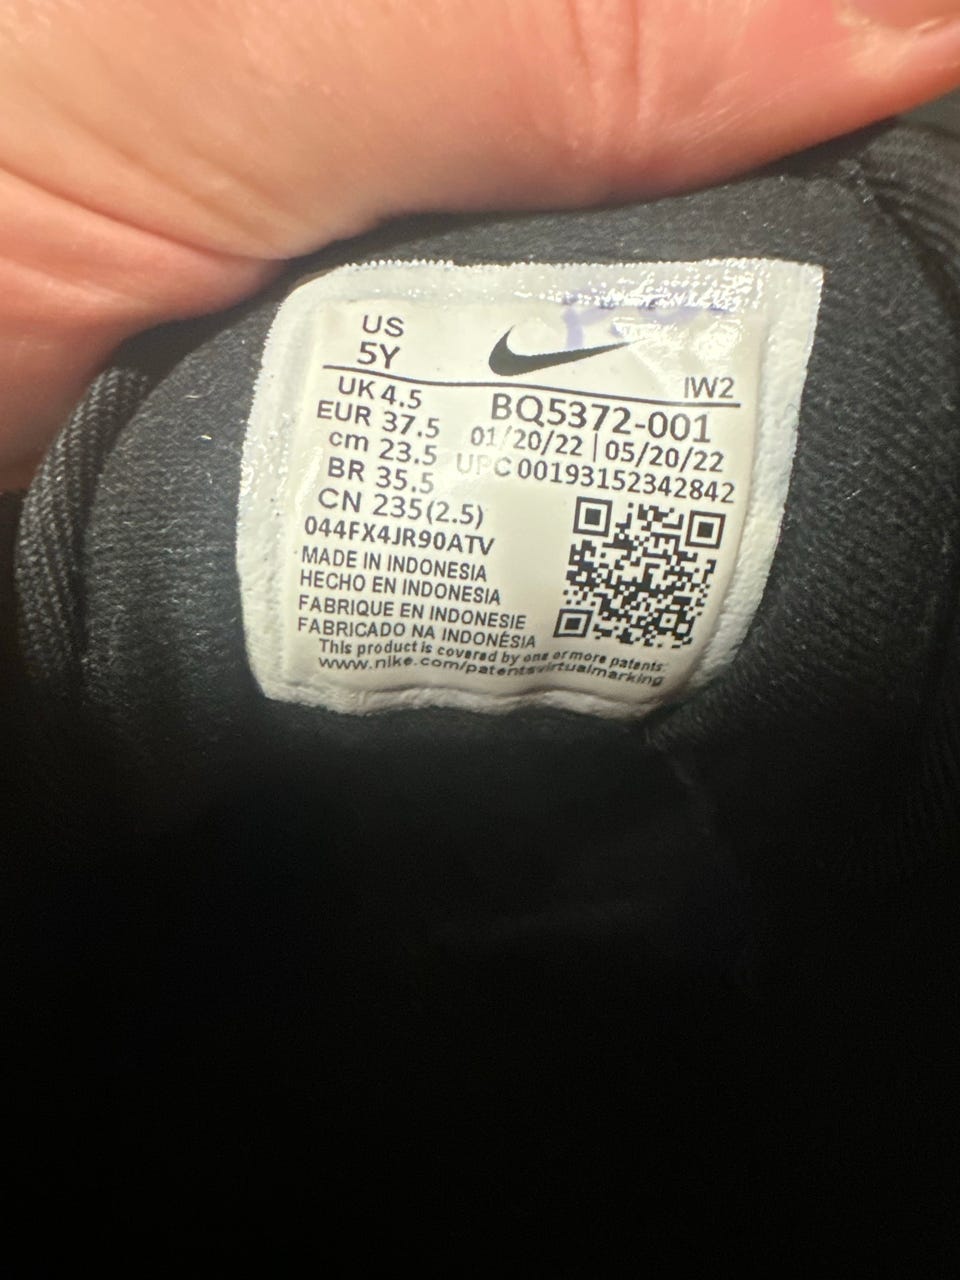 US
5Y
IW2
UK 4.5
EUR 37.5
cm 23.5
BR 35.5
CN 235(2.5)
BQ5372-001
01/20/22 | 05/20/22
UPC 00193152342842
044FX4JR90ATV
MADE IN INDONESIA
HECHO EN INDONESIA
FABRIQUE EN INDONESIE
FABRICADO NA INDONÉSIA
This product is covered by one or more patents
www.nike.com/patentsvirtualmarking